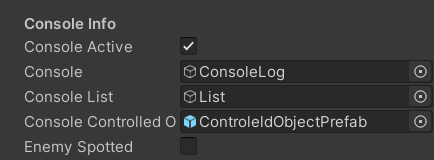 Console Info
Console Active
Console ConsoleLog
Console List List
Console Controlled O ControleldObjectPrefab
Enemy Spotted